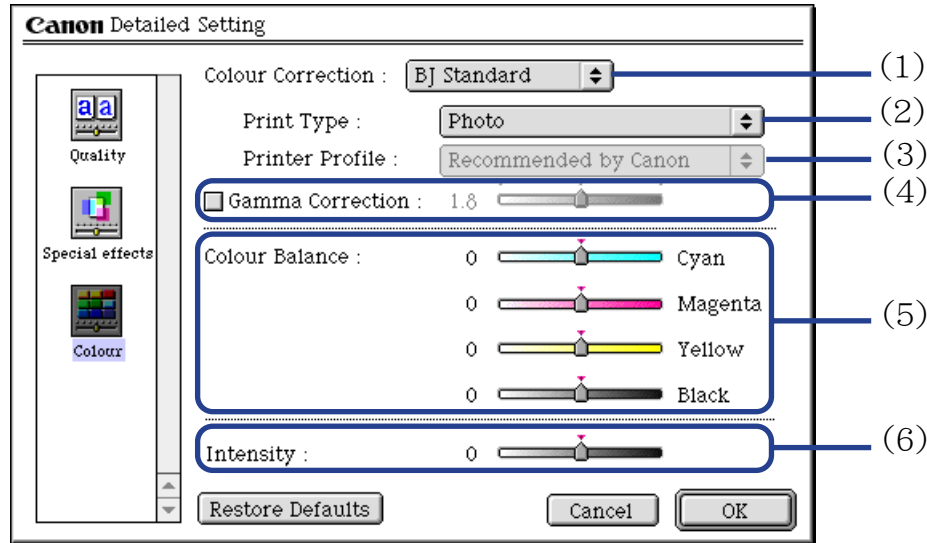 Canon Detailed Setting
Colour Correction : BJ Standard (1)
Print Type : Photo (2)
Printer Profile : Recommended by Canon (3)
Gamma Correction : 1.8 (4)
Colour Balance : 0 Cyan
0 Magenta (5)
0 Yellow
0 Black
Intensity : 0 (6)
Restore Defaults Cancel OK
aa
Quality
Special effects
Colour